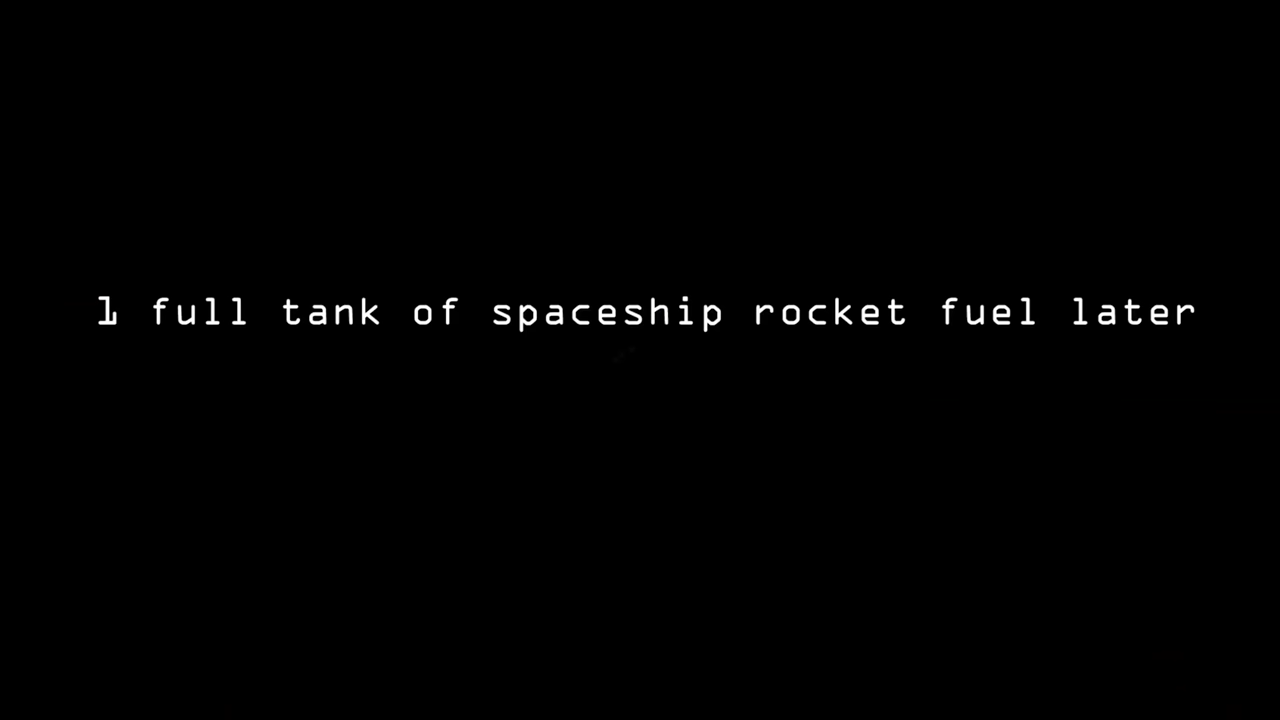 1 full tank of spaceship rocket fuel later